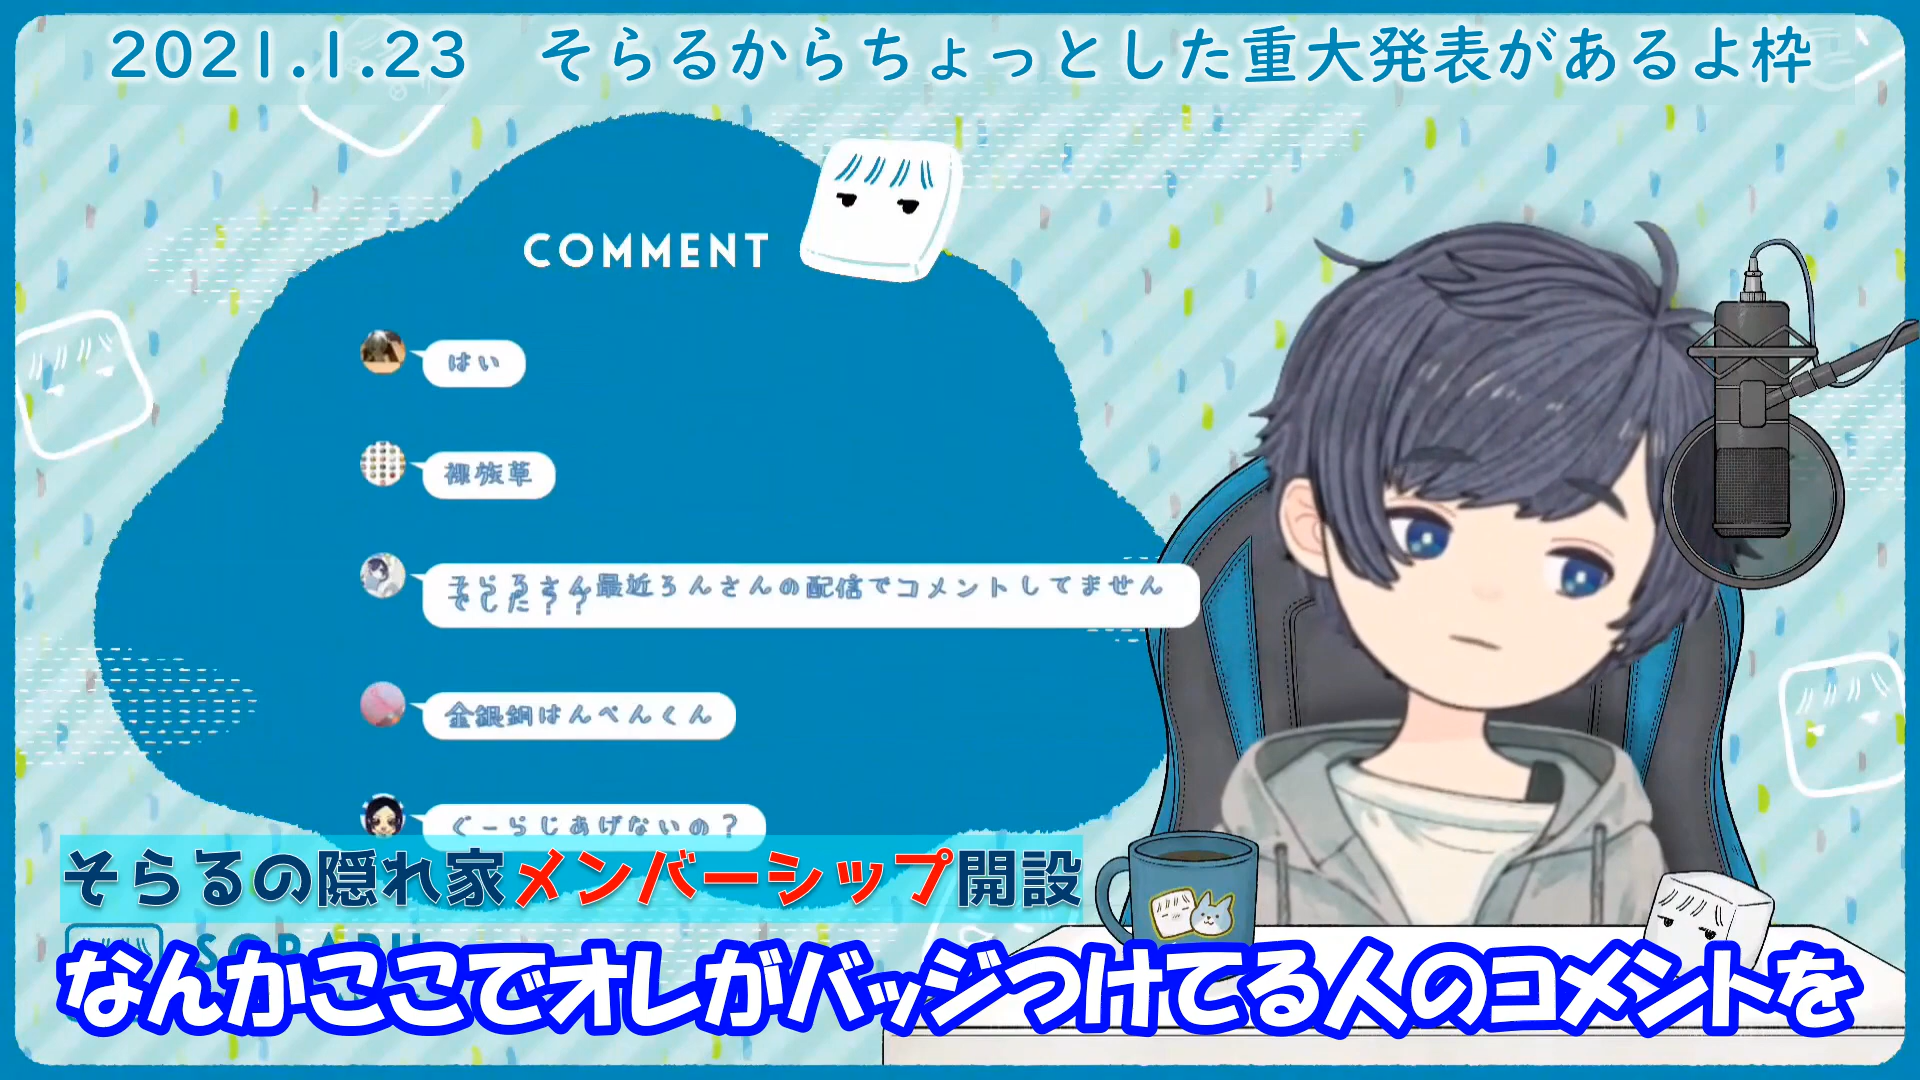 2021.1.23 そらるからちょっとした重大発表があるよ枠
COMMENT
はい
裸族草
そらるさん最近ろんさんの配信でコメントしてません
でした？？
金銀銅はんぺんくん
ぐーらじあげないの？
そらるの隠れ家メンバーシップ開設
SORARU
なんかここでオレがバッジつけてる人のコメントを